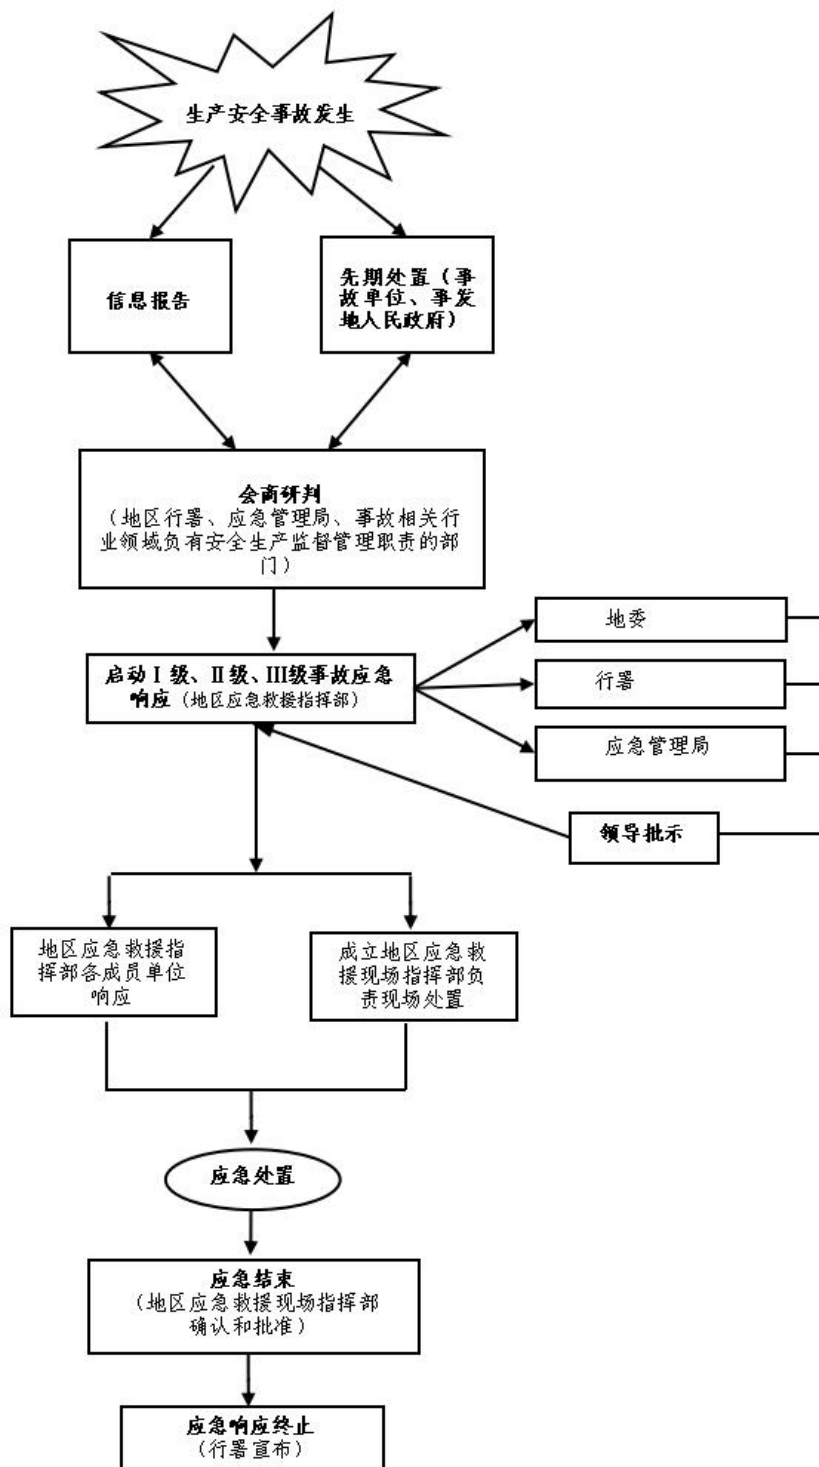 生产安全事故发生
信息报告
先期处置（事
故单位、事发
地人民政府）
会商研判
（地区行署、应急管理局、事故相关行
业领域负有安全生产监督管理职责的部
门）
启动Ⅰ级、Ⅱ级、Ⅲ级事故应急
响应（地区应急救援指挥部）
地委
行署
应急管理局
领导批示
地区应急救援指
挥部各成员单位
响应
成立地区应急救
援现场指挥部负
责现场处置
应急处置
应急结束
（地区应急救援现场指挥部
确认和批准）
应急响应终止
（行署宣布）